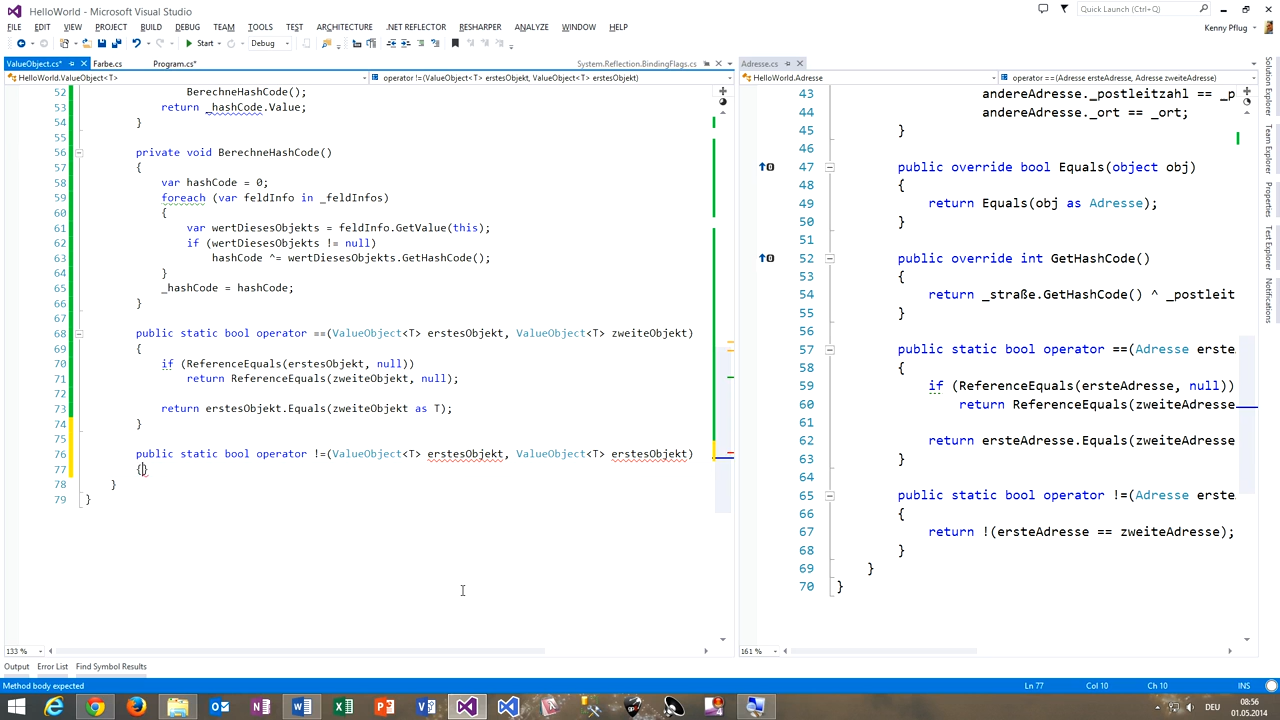 HelloWorld - Microsoft Visual Studio
Quick Launch (Ctrl+Q)
FILE EDIT VIEW PROJECT BUILD DEBUG TEAM TOOLS TEST ARCHITECTURE .NET REFLECTOR RESHARPER ANALYZE WINDOW HELP
Kenny Pflug
Start Debug
ValueObject.cs* Farbe.cs Program.cs* System.Reflection.BindingFlags.cs
HelloWorld.ValueObject<T> operator !=(ValueObject<T> erstesObjekt, ValueObject<T> erstesObjekt)
52 BerechneHashCode();
53 return _hashCode.Value;
54 }
55
56 private void BerechneHashCode()
57 {
58 var hashCode = 0;
59 foreach (var feldInfo in _feldInfos)
60 {
61 var wertDiesesObjekts = feldInfo.GetValue(this);
62 if (wertDiesesObjekts != null)
63 hashCode ^= wertDiesesObjekts.GetHashCode();
64 }
65 _hashCode = hashCode;
66 }
67
68 public static bool operator ==(ValueObject<T> erstesObjekt, ValueObject<T> zweiteObjekt)
69 {
70 if (ReferenceEquals(erstesObjekt, null))
71 return ReferenceEquals(zweiteObjekt, null);
72
73 return erstesObjekt.Equals(zweiteObjekt as T);
74 }
75
76 public static bool operator !=(ValueObject<T> erstesObjekt, ValueObject<T> erstesObjekt)
77 {}
78 }
79 }
133 %
Adresse.cs
HelloWorld.Adresse operator ==(Adresse ersteAdresse, Adresse zweiteAdresse)
43 andereAdresse._postleitzahl == _p
44 andereAdresse._ort == _ort;
45 }
46
47 public override bool Equals(object obj)
48 {
49 return Equals(obj as Adresse);
50 }
51
52 public override int GetHashCode()
53 {
54 return _straße.GetHashCode() ^ _postleit
55 }
56
57 public static bool operator ==(Adresse erste
58 {
59 if (ReferenceEquals(ersteAdresse, null))
60 return ReferenceEquals(zweiteAdresse
61
62 return ersteAdresse.Equals(zweiteAdresse
63 }
64
65 public static bool operator !=(Adresse erste
66 {
67 return !(ersteAdresse == zweiteAdresse);
68 }
69 }
70 }
161 %
Solution Explorer
Team Explorer
Properties
Test Explorer
Notifications
Output Error List Find Symbol Results
Method body expected Ln 77 Col 10 Ch 10 INS
DEU
08:56
01.05.2014